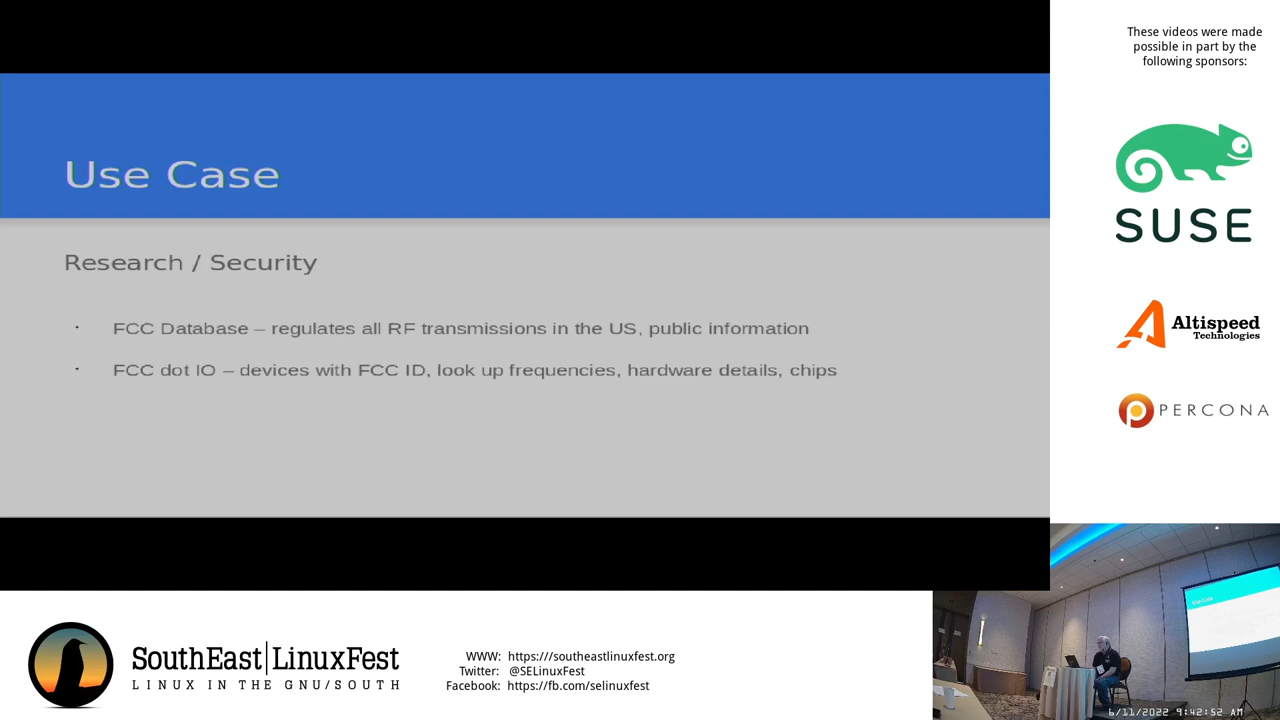 These videos were made
possible in part by the
following sponsors:
Use Case
Research / Security
· FCC Database – regulates all RF transmissions in the US, public information
· FCC dot IO – devices with FCC ID, look up frequencies, hardware details, chips
SUSE
Altispeed
Technologies
PERCONA
Use Case
SouthEast|LinuxFest
LINUX IN THE GNU/SOUTH
WWW: https:///southeastlinuxfest.org
Twitter: @SELinuxFest
Facebook: https://fb.com/selinuxfest
6/11/2022 9:42:52 AM